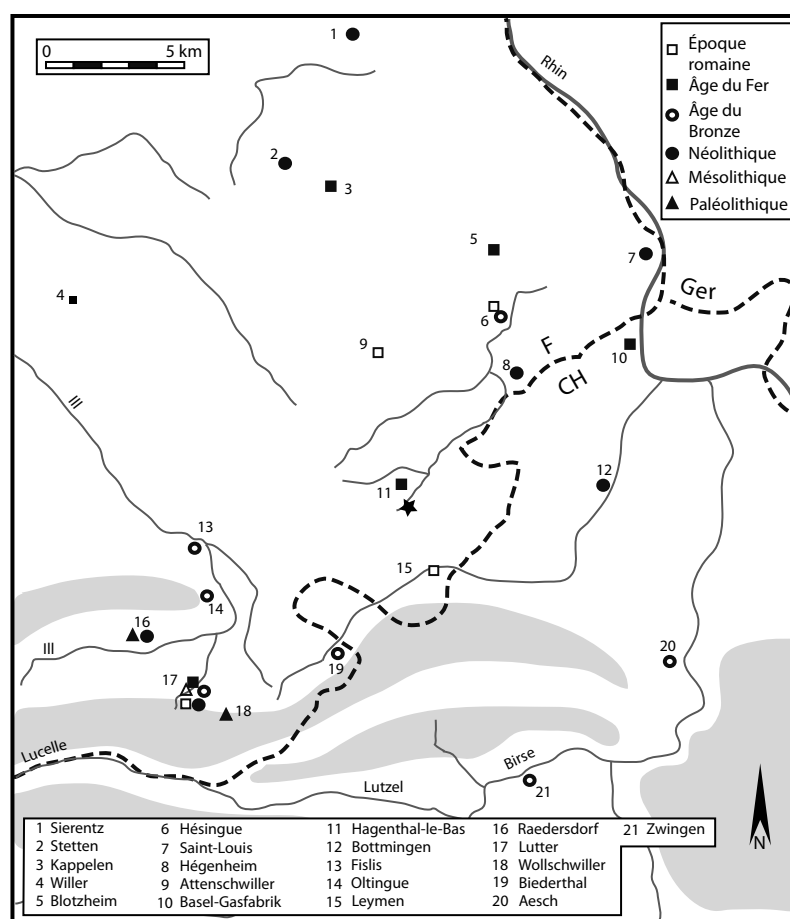 0 5 km
Époque
romaine
Âge du Fer
Âge du
Bronze
Néolithique
Mésolithique
Paléolithique
1
Rhin
2
3
4
5
6
7
Ger
F
CH
8
9
10
Ill
11
12
13
14
15
16
Ill
17
18
19
20
Lucelle
Lutzel
Birse
21
N
1 Sierentz
2 Stetten
3 Kappelen
4 Willer
5 Blotzheim
6 Hésingue
7 Saint-Louis
8 Hégenheim
9 Attenschwiller
10 Basel-Gasfabrik
11 Hagenthal-le-Bas
12 Bottmingen
13 Fislis
14 Oltingue
15 Leymen
16 Raedersdorf
17 Lutter
18 Wollschwiller
19 Biederthal
20 Aesch
21 Zwingen